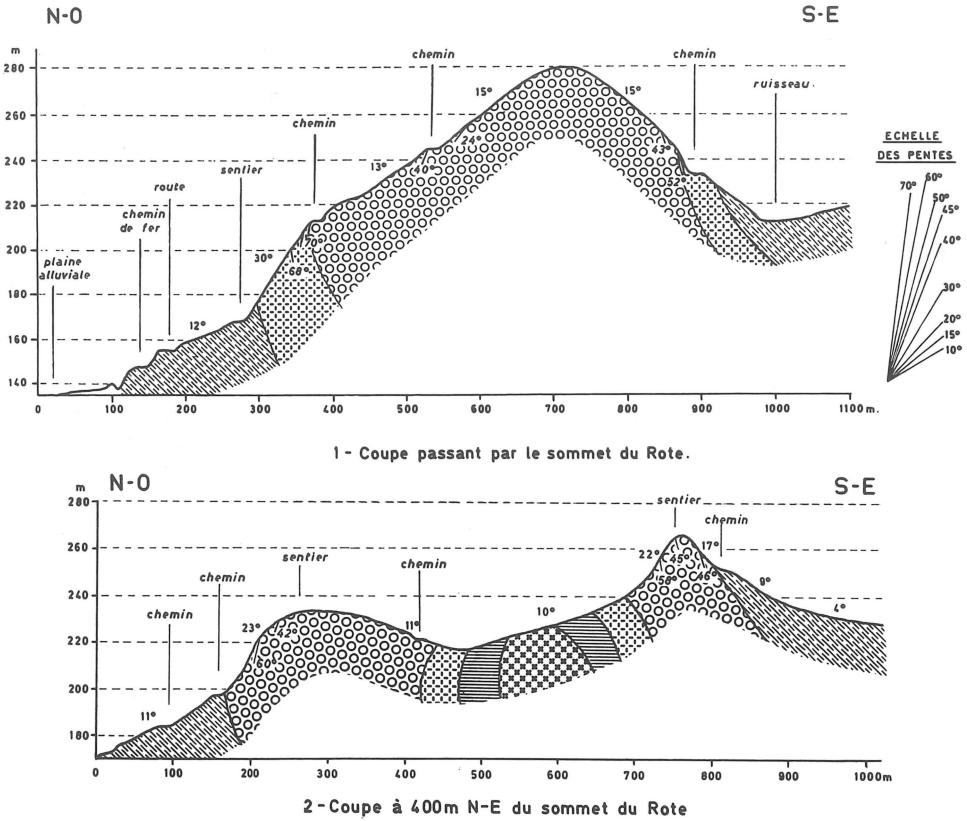 N-O
S-E
m
280
260
240
220
200
180
160
140
plaine
alluviale
chemin
de fer
route
sentier
chemin
chemin
chemin
ruisseau.
12°
30°
68°
70°
13°
40°
24°
15°
15°
43°
52°
0
100
200
300
400
500
600
700
800
900
1000
1100 m.
ECHELLE
DES PENTES
70°
60°
50°
45°
40°
30°
20°
15°
10°
1 - Coupe passant par le sommet du Rote.
N-O
S-E
m
280
260
240
220
200
180
chemin
chemin
sentier
chemin
sentier
chemin
11°
23°
42°
60°
11°
10°
22°
58°
45°
46°
17°
9°
4°
0
100
200
300
400
500
600
700
800
900
1000m
2 - Coupe à 400m N-E du sommet du Rote